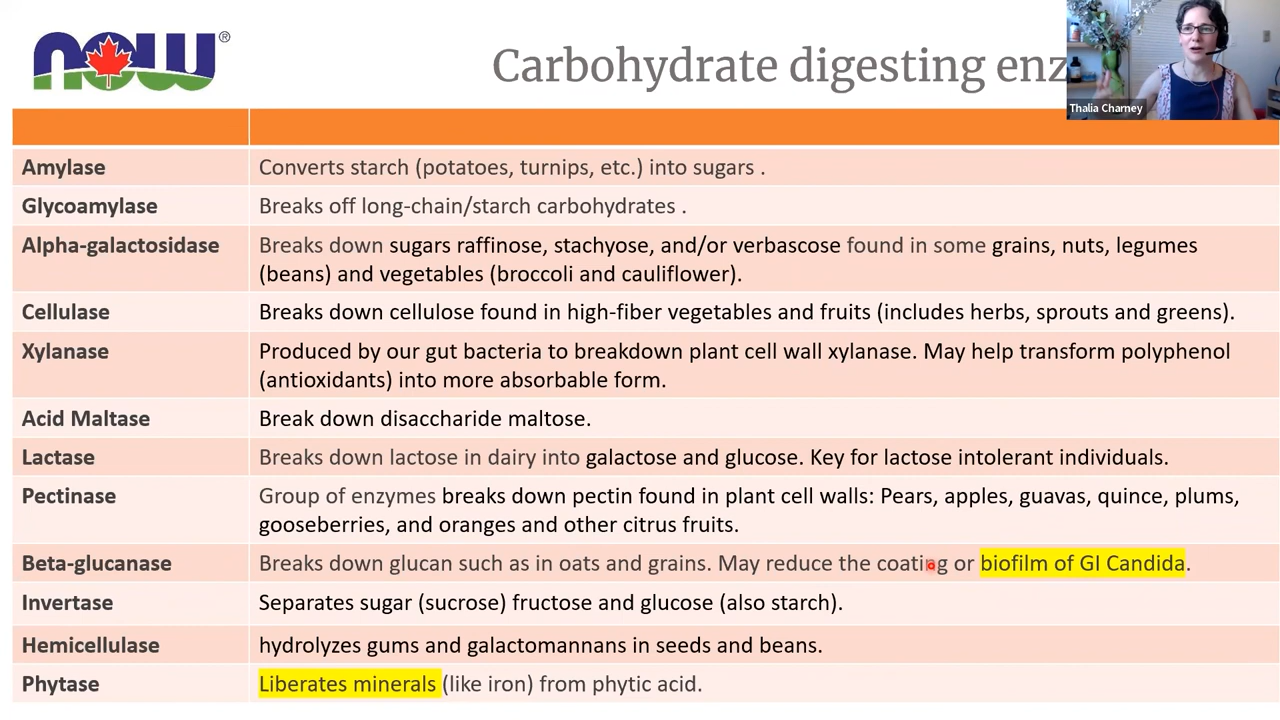 now®
Carbohydrate digesting enz
Thalia Charney
Amylase
Converts starch (potatoes, turnips, etc.) into sugars .
Glycoamylase
Breaks off long-chain/starch carbohydrates .
Alpha-galactosidase
Breaks down sugars raffinose, stachyose, and/or verbascose found in some grains, nuts, legumes
(beans) and vegetables (broccoli and cauliflower).
Cellulase
Breaks down cellulose found in high-fiber vegetables and fruits (includes herbs, sprouts and greens).
Xylanase
Produced by our gut bacteria to breakdown plant cell wall xylanase. May help transform polyphenol
(antioxidants) into more absorbable form.
Acid Maltase
Break down disaccharide maltose.
Lactase
Breaks down lactose in dairy into galactose and glucose. Key for lactose intolerant individuals.
Pectinase
Group of enzymes breaks down pectin found in plant cell walls: Pears, apples, guavas, quince, plums,
gooseberries, and oranges and other citrus fruits.
Beta-glucanase
Breaks down glucan such as in oats and grains. May reduce the coating or biofilm of GI Candida.
Invertase
Separates sugar (sucrose) fructose and glucose (also starch).
Hemicellulase
hydrolyzes gums and galactomannans in seeds and beans.
Phytase
Liberates minerals (like iron) from phytic acid.